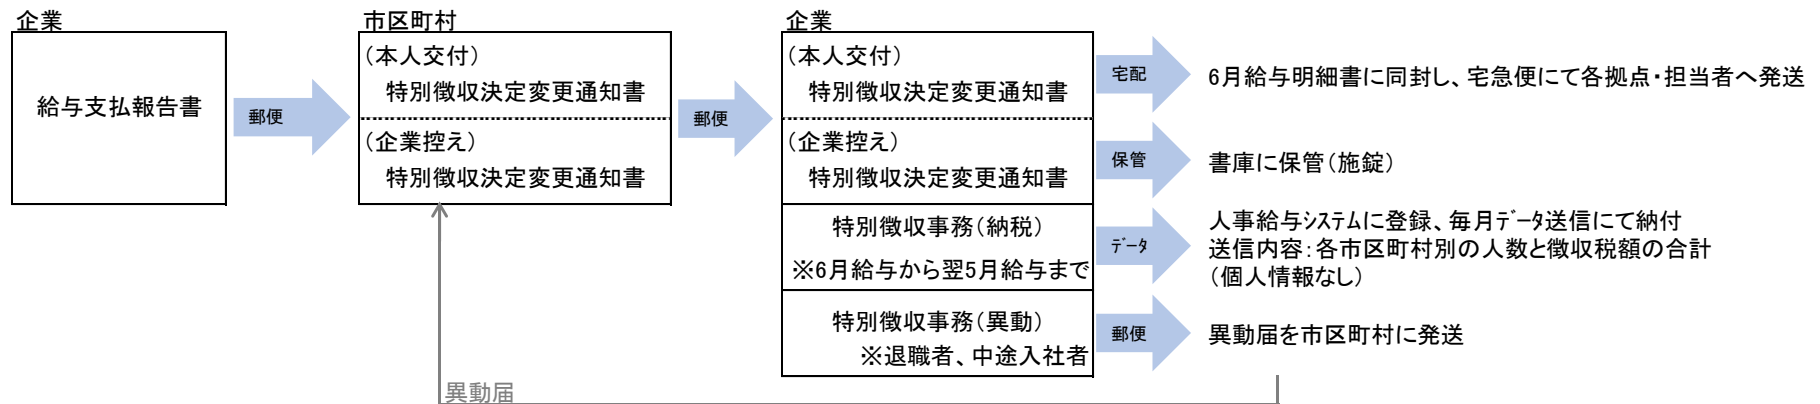 企業
給与支払報告書
郵便
市区町村
(本人交付)
特別徴収決定変更通知書
(企業控え)
特別徴収決定変更通知書
郵便
企業
(本人交付)
特別徴収決定変更通知書
(企業控え)
特別徴収決定変更通知書
特別徴収事務(納税)
※6月給与から翌5月給与まで
特別徴収事務(異動)
※退職者、中途入社者
宅配
6月給与明細書に同封し、宅急便にて各拠点・担当者へ発送
保管
書庫に保管(施錠)
ﾃﾞｰﾀ
人事給与ｼｽﾃﾑに登録、毎月ﾃﾞｰﾀ送信にて納付
送信内容:各市区町村別の人数と徴収税額の合計
(個人情報なし)
郵便
異動届を市区町村に発送
異動届